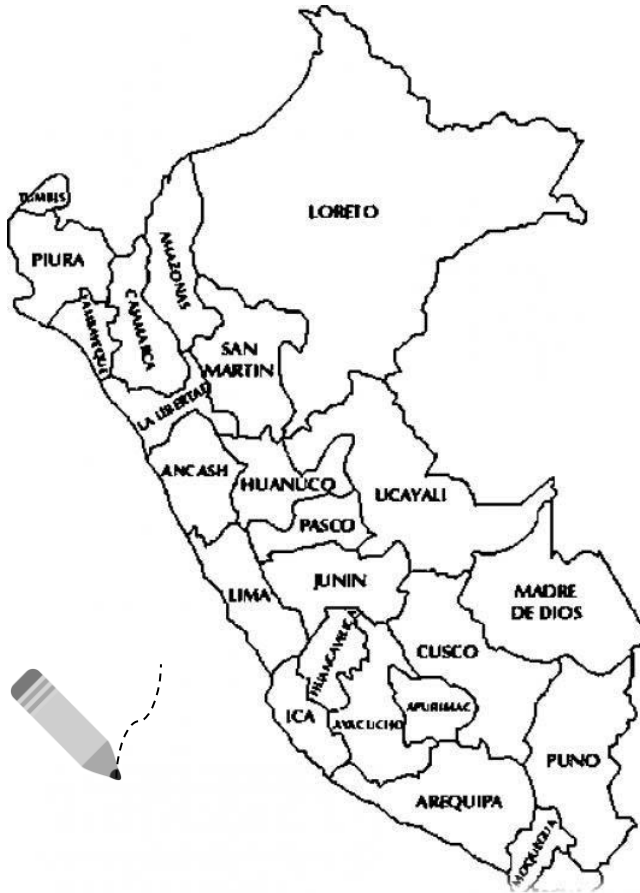 LORETO
TUMBES
PIURA
AMAZONAS
CAJAMARCA
LAMBAYEQUE
SAN
MARTIN
LA LIBERTAD
ANCASH
HUANUCO
UCAYALI
PASCO
LIMA
JUNIN
MADRE
DE DIOS
HUANCAVELICA
CUSCO
ICA
AYACUCHO
APURIMAC
PUNO
AREQUIPA
MOQUEGUA